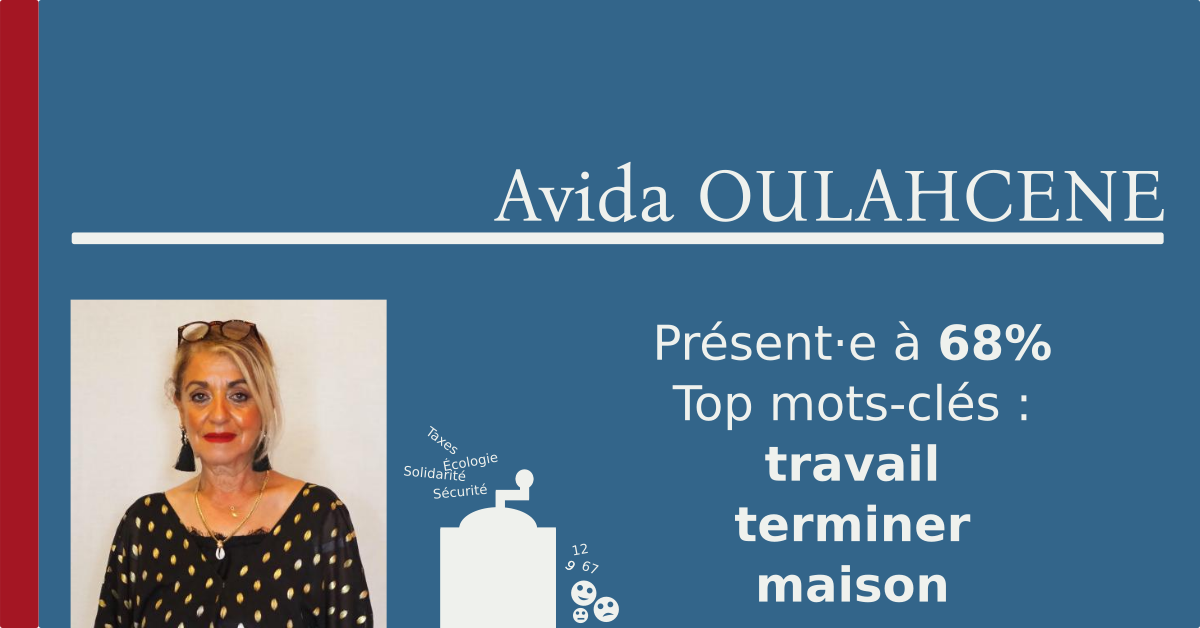 Avida OULAHCENE
Présent·e à 68%
Top mots-clés :
travail
terminer
maison
Taxes
Écologie
Solidarité
Sécurité
12
9 67